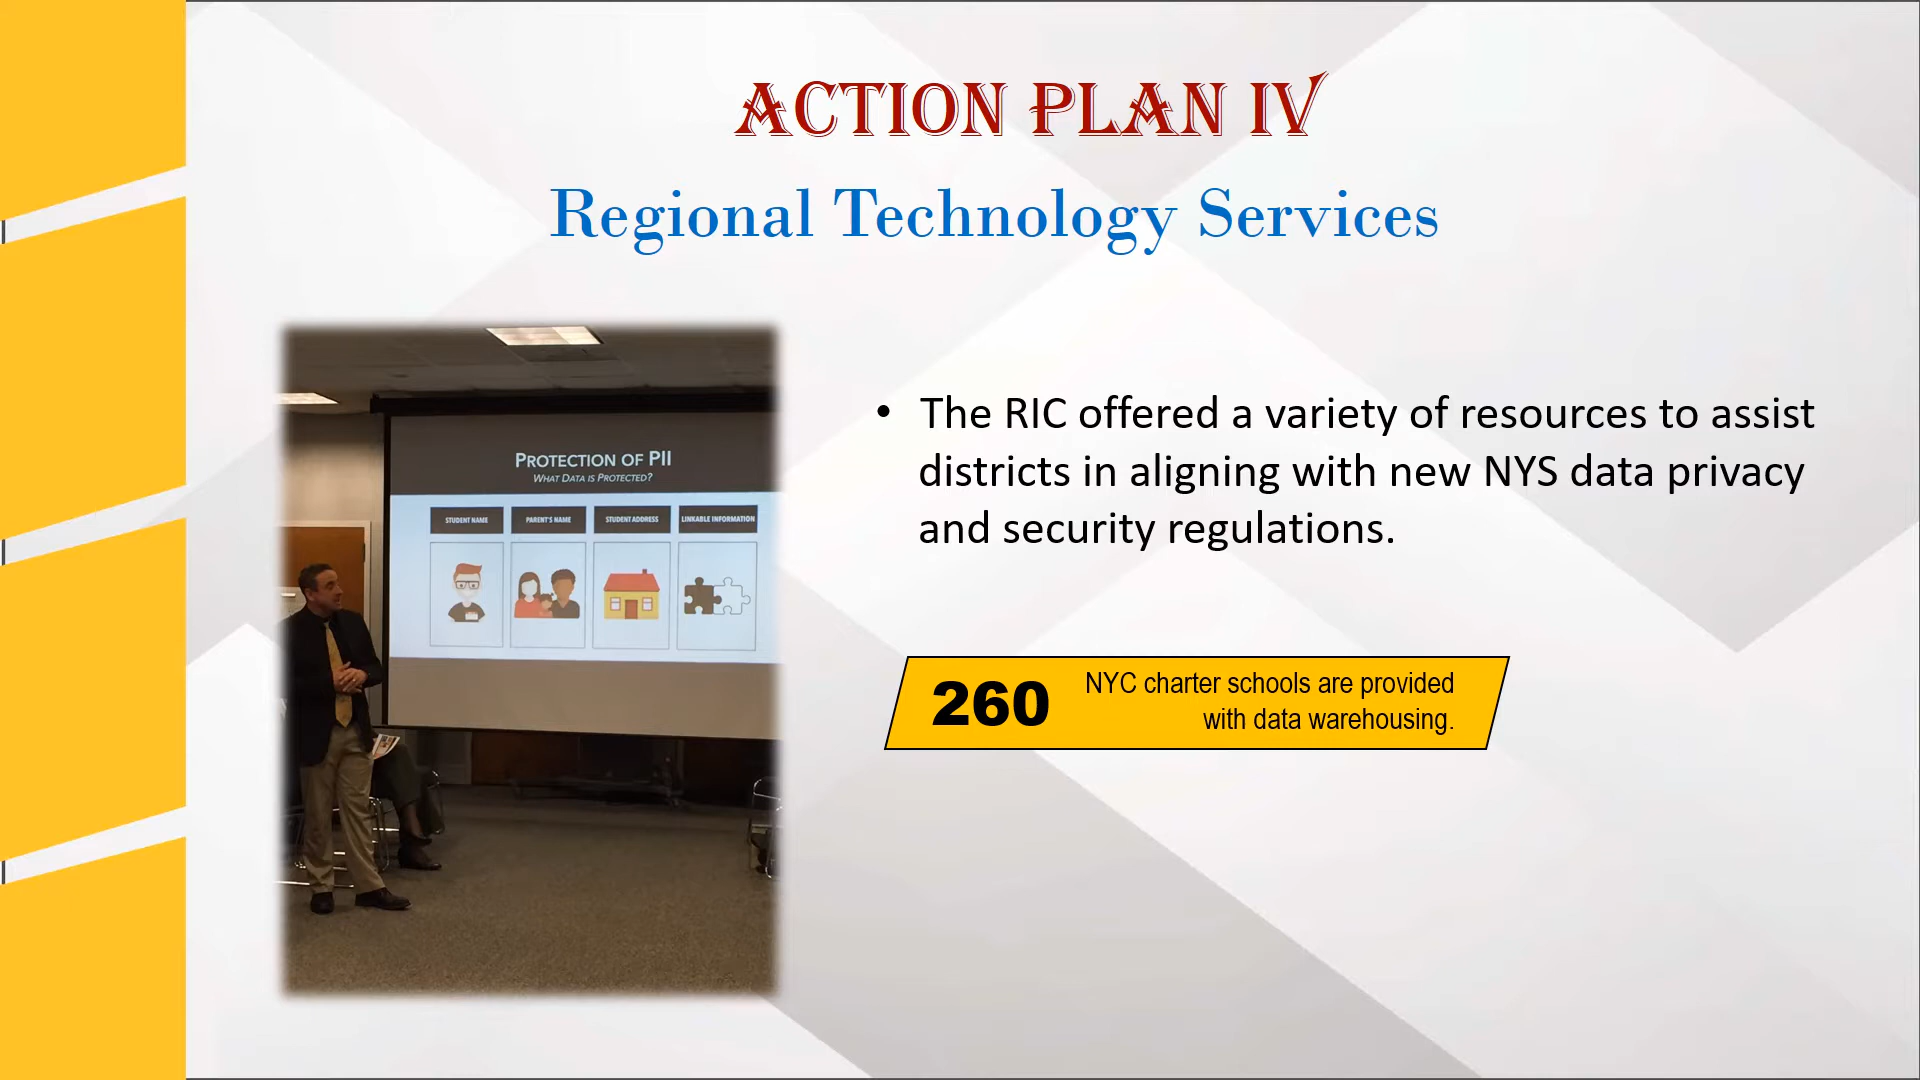 ACTION PLAN IV
Regional Technology Services
PROTECTION OF PII
WHAT DATA IS PROTECTED?
STUDENT NAME
PARENT'S NAME
STUDENT ADDRESS
LINKABLE INFORMATION
• The RIC offered a variety of resources to assist
districts in aligning with new NYS data privacy
and security regulations.
260
NYC charter schools are provided
with data warehousing.